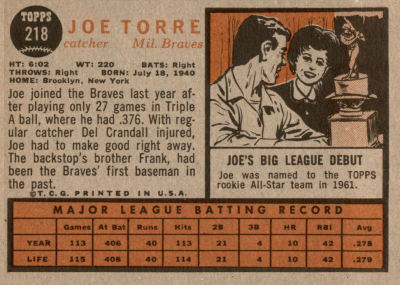 TOPPS
218
JOE TORRE
catcher Mil. Braves
HT: 6:02 WT: 220 BATS: Right
THROWS: Right BORN: July 18, 1940
HOME: Brooklyn, New York
Joe joined the Braves last year af-
ter playing only 27 games in Triple
A ball, where he had .376. With re-
gular catcher Del Crandall injured,
Joe had to make good right away.
The backstop's brother Frank, had
been the Braves' first baseman in
the past.
©T.C.G. PRINTED IN U.S.A.
JOE'S BIG LEAGUE DEBUT
Joe was named to the TOPPS
rookie All-Star team in 1961.
MAJOR LEAGUE BATTING RECORD
Games At Bat Runs Hits 2B 3B HR RBI Avg
YEAR 113 406 40 113 21 4 10 42 .278
LIFE 115 408 40 114 21 4 10 42 .279